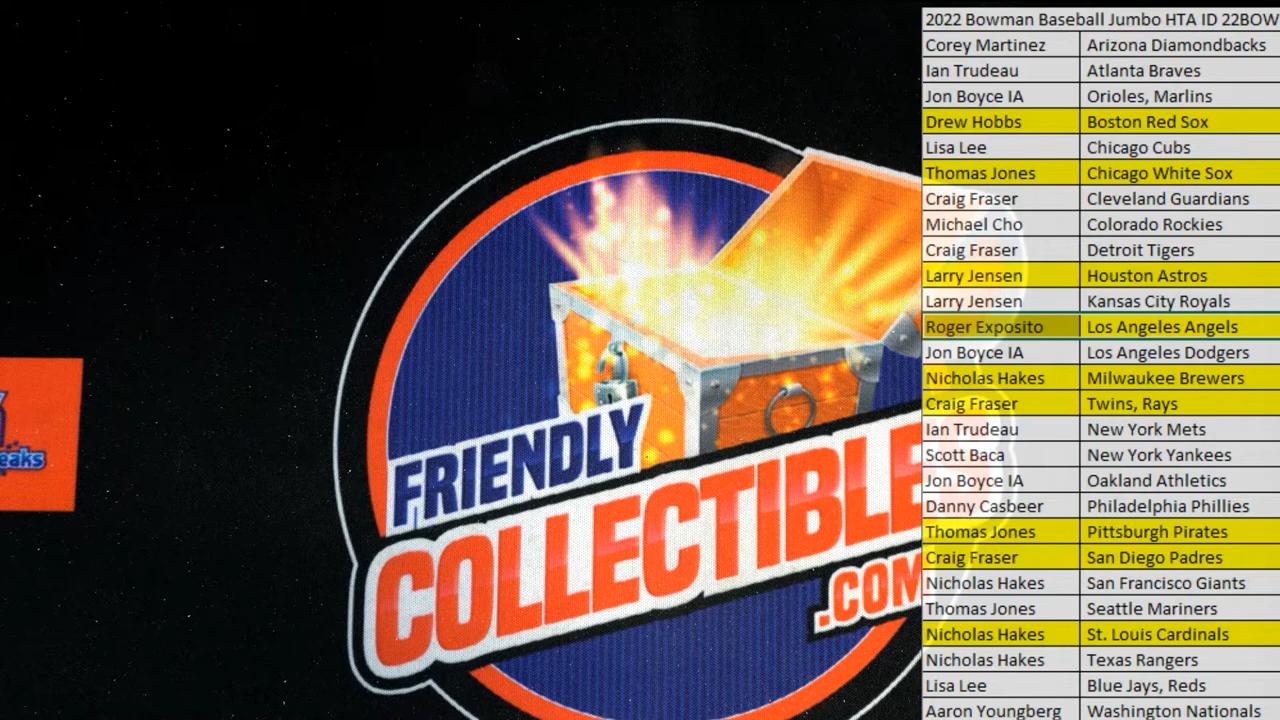 eaks
FRIENDLY
COLLECTIBLE
.COM
2022 Bowman Baseball Jumbo HTA ID 22BOW
Corey Martinez Arizona Diamondbacks
Ian Trudeau Atlanta Braves
Jon Boyce IA Orioles, Marlins
Drew Hobbs Boston Red Sox
Lisa Lee Chicago Cubs
Thomas Jones Chicago White Sox
Craig Fraser Cleveland Guardians
Michael Cho Colorado Rockies
Craig Fraser Detroit Tigers
Larry Jensen Houston Astros
Larry Jensen Kansas City Royals
Roger Exposito Los Angeles Angels
Jon Boyce IA Los Angeles Dodgers
Nicholas Hakes Milwaukee Brewers
Craig Fraser Twins, Rays
Ian Trudeau New York Mets
Scott Baca New York Yankees
Jon Boyce IA Oakland Athletics
Danny Casbeer Philadelphia Phillies
Thomas Jones Pittsburgh Pirates
Craig Fraser San Diego Padres
Nicholas Hakes San Francisco Giants
Thomas Jones Seattle Mariners
Nicholas Hakes St. Louis Cardinals
Nicholas Hakes Texas Rangers
Lisa Lee Blue Jays, Reds
Aaron Youngberg Washington Nationals